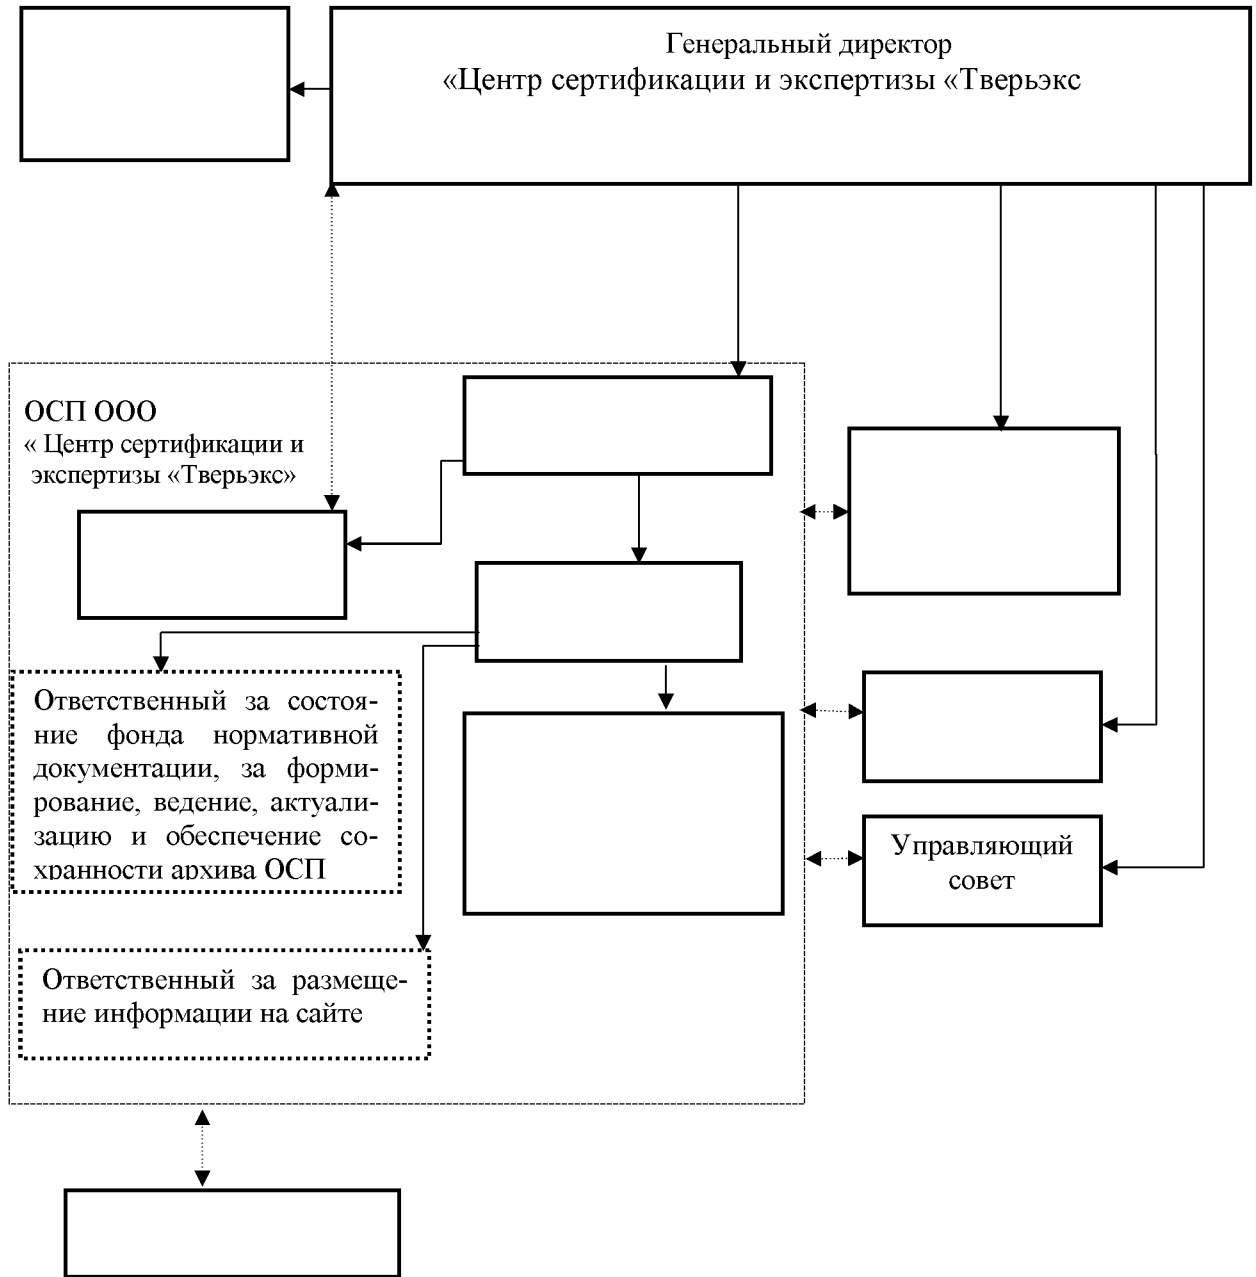 Генеральный директор
«Центр сертификации и экспертизы «Тверьэкс
ОСП ООО
« Центр сертификации и
экспертизы «Тверьэкс»
Ответственный за состоя-
ние фонда нормативной
документации, за форми-
рование, ведение, актуали-
зацию и обеспечение со-
хранности архива ОСП
Управляющий
совет
Ответственный за размеще-
ние информации на сайте